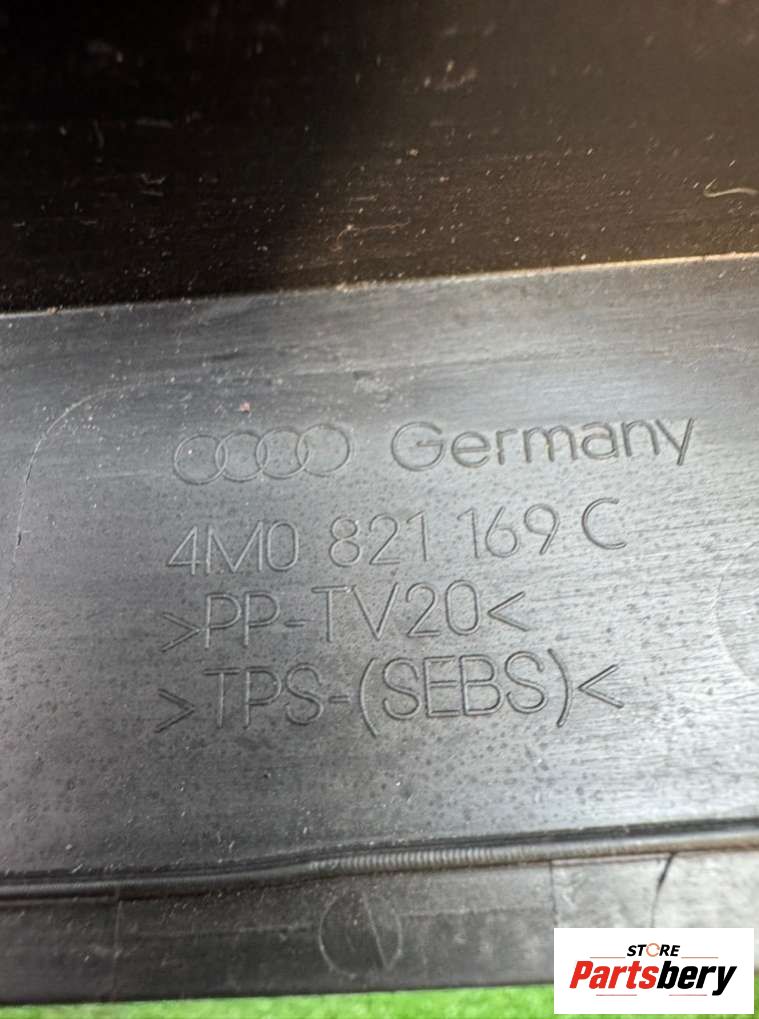 Germany
4M0 821 169 C
>PP-TV20<
>TPS-(SEBS)<
STORE
Partsbery